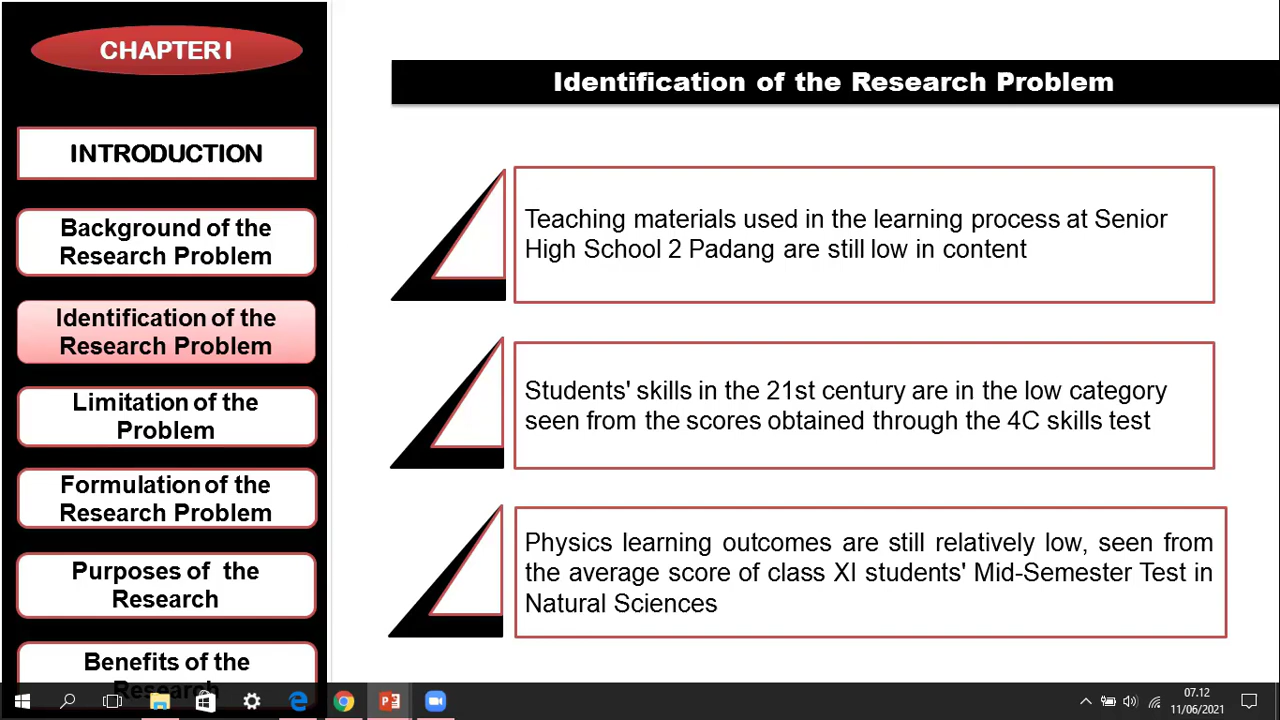 CHAPTER I
INTRODUCTION
Background of the
Research Problem
Identification of the
Research Problem
Limitation of the
Problem
Formulation of the
Research Problem
Purposes of the
Research
Benefits of the
Research
Identification of the Research Problem
Teaching materials used in the learning process at Senior
High School 2 Padang are still low in content
Students' skills in the 21st century are in the low category
seen from the scores obtained through the 4C skills test
Physics learning outcomes are still relatively low, seen from
the average score of class XI students' Mid-Semester Test in
Natural Sciences
07.12
11/06/2021